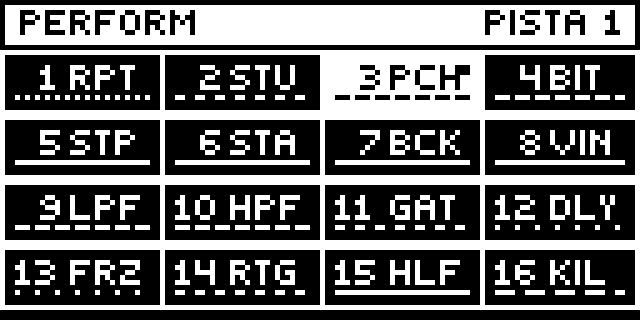 PERFORM PISTA 1
1 RPT 2 STU 3 PCH 4 BIT
5 STP 6 STA 7 BCK 8 VIN
9 LPF 10 HPF 11 GAT 12 DLY
13 FRZ 14 RTG 15 HLF 16 KIL